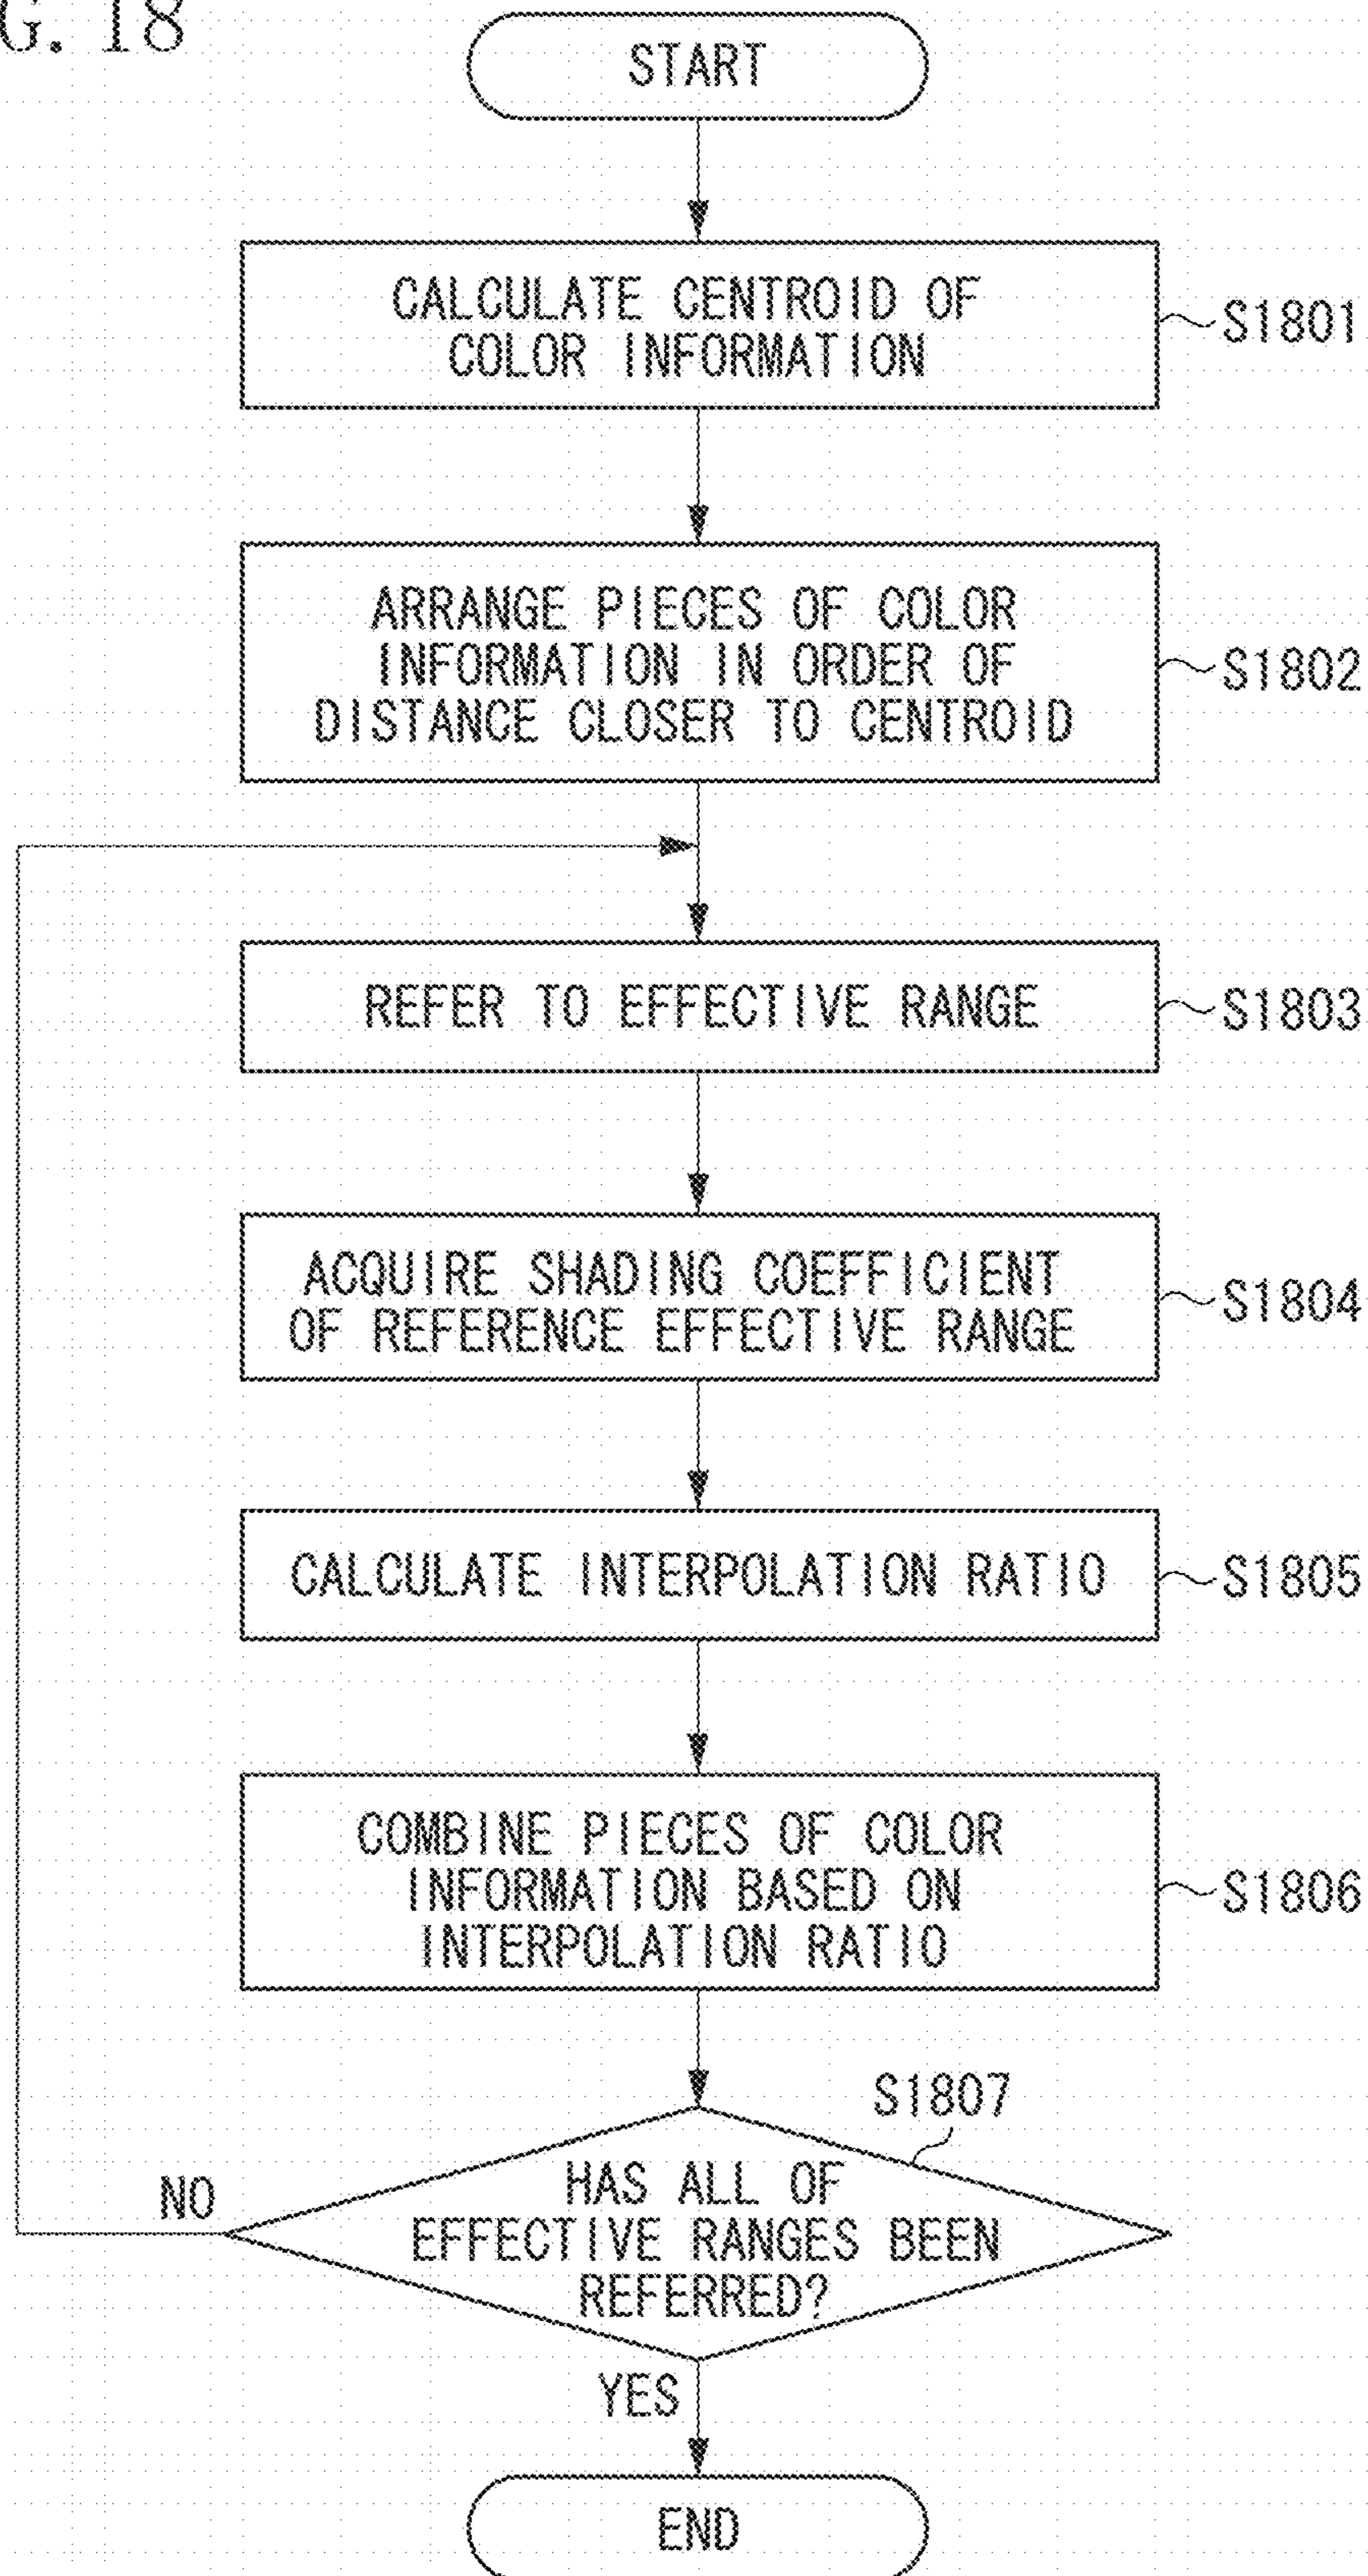 G. 18
START
CALCULATE CENTROID OF
COLOR INFORMATION
S1801
ARRANGE PIECES OF COLOR
INFORMATION IN ORDER OF
DISTANCE CLOSER TO CENTROID
S1802
REFER TO EFFECTIVE RANGE
S1803
ACQUIRE SHADING COEFFICIENT
OF REFERENCE EFFECTIVE RANGE
S1804
CALCULATE INTERPOLATION RATIO
S1805
COMBINE PIECES OF COLOR
INFORMATION BASED ON
INTERPOLATION RATIO
S1806
S1807
HAS ALL OF
EFFECTIVE RANGES BEEN
REFERRED?
NO
YES
END